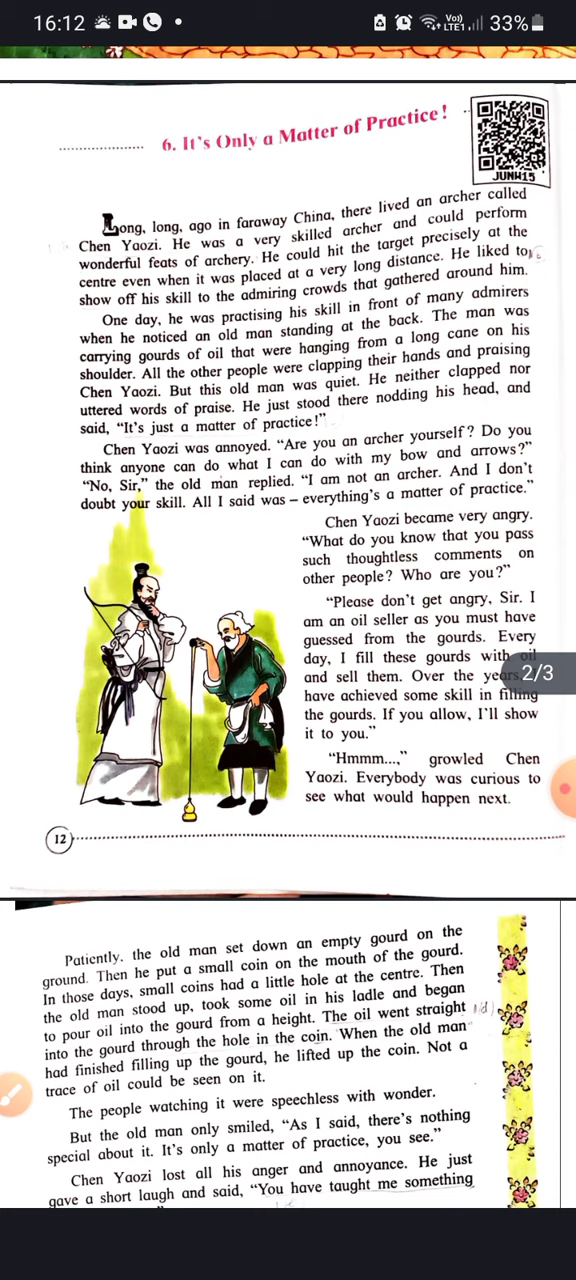 16:12
Vo))
LTE1
33%
6. It's Only a Matter of Practice!
JUNW15
Long, long, ago in faraway China, there lived an archer called
Chen Yaozi. He was a very skilled archer and could perform
wonderful feats of archery. He could hit the target precisely at the
centre even when it was placed at a very long distance. He liked to
show off his skill to the admiring crowds that gathered around him.
One day, he was practising his skill in front of many admirers
when he noticed an old man standing at the back. The man was
carrying gourds of oil that were hanging from a long cane on his
shoulder. All the other people were clapping their hands and praising
Chen Yaozi. But this old man was quiet. He neither clapped nor
uttered words of praise. He just stood there nodding his head, and
said, “It's just a matter of practice!”
Chen Yaozi was annoyed. “Are you an archer yourself? Do you
think anyone can do what I can do with my bow and arrows?”
“No, Sir,” the old man replied. “I am not an archer. And I don't
doubt your skill. All I said was – everything's a matter of practice.”
Chen Yaozi became very angry.
“What do you know that you pass
such thoughtless comments on
other people? Who are you?”
“Please don't get angry, Sir. I
am an oil seller as you must have
guessed from the gourds. Every
day, I fill these gourds with oil
and sell them. Over the years,
2/3
have achieved some skill in filling
the gourds. If you allow, I'll show
it to you.”
“Hmmm...,” growled Chen
Yaozi. Everybody was curious to
see what would happen next.
12
Patiently, the old man set down an empty gourd on the
ground. Then he put a small coin on the mouth of the gourd.
In those days, small coins had a little hole at the centre. Then
the old man stood up, took some oil in his ladle and began
to pour oil into the gourd from a height. The oil went straight
into the gourd through the hole in the coin. When the old man
had finished filling up the gourd, he lifted up the coin. Not a
trace of oil could be seen on it.
The people watching it were speechless with wonder.
But the old man only smiled, “As I said, there's nothing
special about it. It's only a matter of practice, you see.”
Chen Yaozi lost all his anger and annoyance. He just
gave a short laugh and said, “You have taught me something